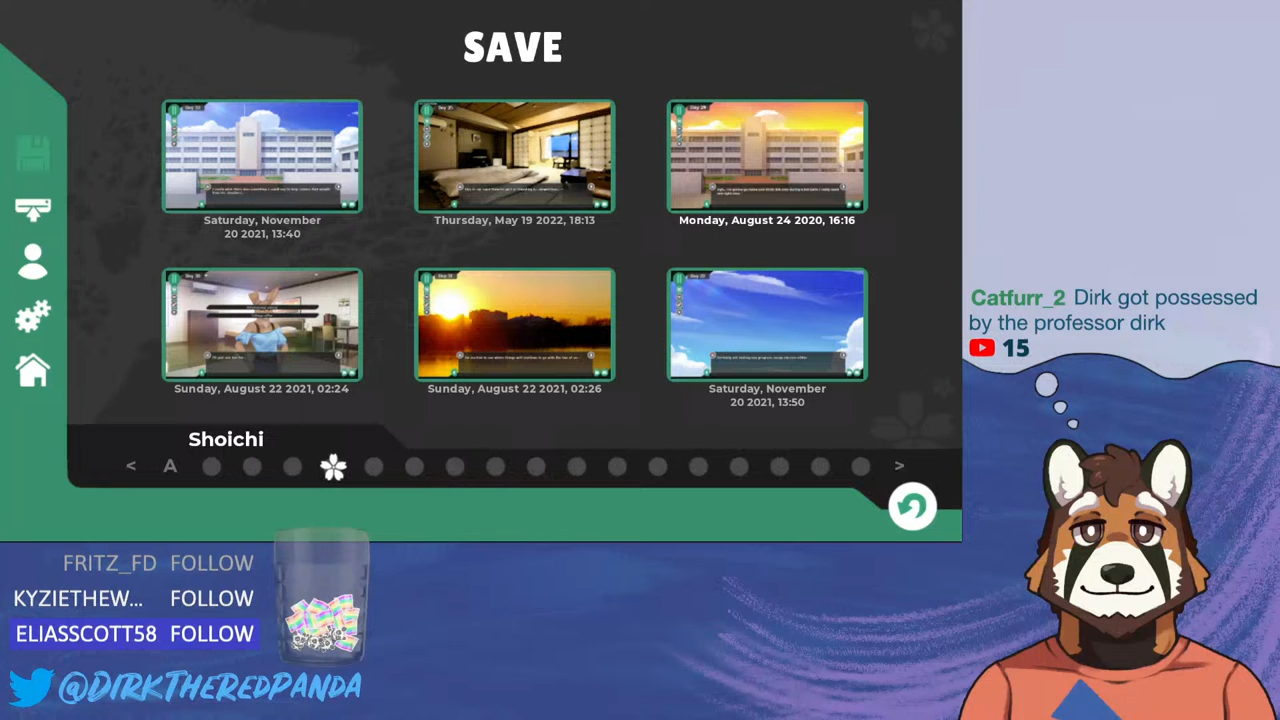 SAVE
Saturday, November
20 2021, 13:40
Thursday, May 19 2022, 18:13
Monday, August 24 2020, 16:16
Sunday, August 22 2021, 02:24
Sunday, August 22 2021, 02:26
Saturday, November
20 2021, 13:50
Shoichi
< A >
Catfurr_2 Dirk got possessed
by the professor dirk
15
FRITZ_FD FOLLOW
KYZIETHEW... FOLLOW
ELIASSCOTT58 FOLLOW
@DIRKTHEREDPANDA